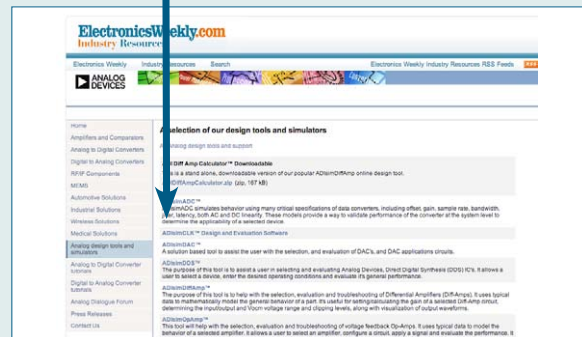 ElectronicsWeekly.com
Industry Resources
Electronics Weekly Industry Resources Search Electronics Weekly Industry Resources RSS Feeds RSS
ANALOG
DEVICES
Home
Amplifiers and Comparators
Analog to Digital Converters
Digital to Analog Converters
RF/IF Components
MEMS
Automotive Solutions
Industrial Solutions
Wireless Solutions
Medical Solutions
Analog design tools and
simulators
Analog to Digital Converter
tutorials
Digital to Analog Converter
tutorials
Analog Dialogue Forum
Press Releases
Contact Us
A selection of our design tools and simulators
analog design tools and support
Diff Amp Calculator™ Downloadable
is a stand alone, downloadable version of our popular ADIsimDiffAmp online design tool.
DiffAmpCalculator.zip (zip, 167 kB)
ADIsimADC™
simulates behavior using many critical specifications of data converters, including offset, gain, sample rate, bandwidth,
jitter, latency, both AC and DC linearity. These models provide a way to validate performance of the converter at the system level to
determine the applicability of a selected device.
ADIsimCLK™ Design and Evaluation Software
ADIsimDAC™
A solution based tool to assist the user with the selection, and evaluation of DAC's, and DAC applications circuits.
ADIsimDDS™
The purpose of this tool is to assist a user in selecting and evaluating Analog Devices, Direct Digital Synthesis (DDS) IC's. It allows a
user to select a device, enter the desired operating conditions and evaluate it's general performance.
ADIsimDiffAmp™
The purpose of this tool is to help with the selection, evaluation and troubleshooting of Differential Amplifiers (Diff-Amps). It uses typical
data to mathematically model the general behavior of a part. It's useful for setting/calculating the gain of a selected Diff-Amp circuit,
determining the input/output and Vocm voltage range and clipping levels, along with visualization of output waveforms.
ADIsimOpAmp™
This tool will help with the selection, evaluation and troubleshooting of voltage feedback Op-Amps. It uses typical data to model the
behavior of a selected amplifier. It allows a user to select an amplifier, configure a circuit, apply a signal and evaluate the performance. It